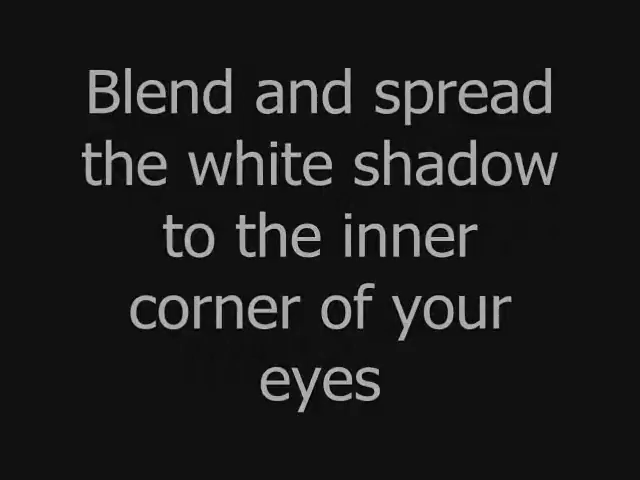 Blend and spread
the white shadow
to the inner
corner of your
eyes